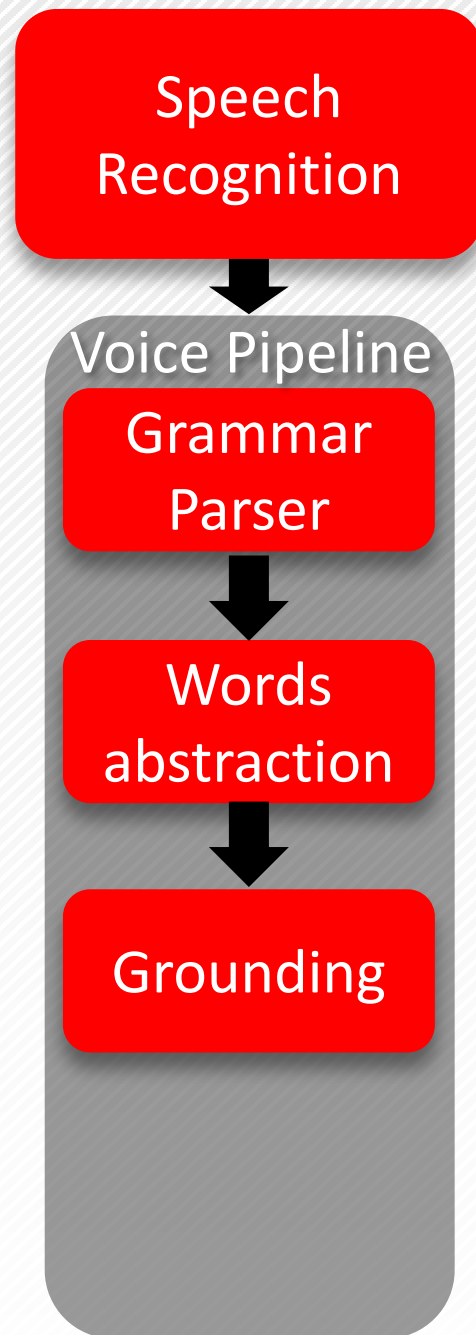 Speech
Recognition
Voice Pipeline
Grammar
Parser
Words
abstraction
Grounding